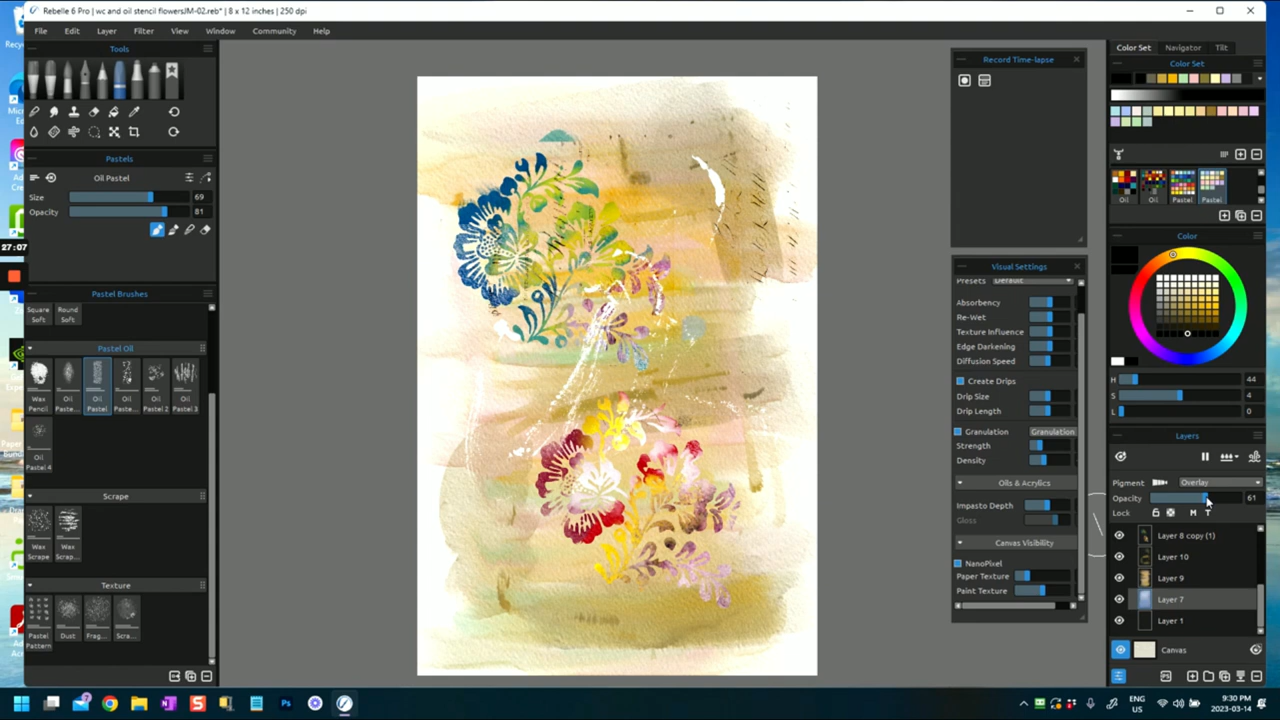 Rebelle 6 Pro | wc and oil stencil flowersJM-02.reb* | 8 x 12 inches | 250 dpi
File Edit Layer Filter View Window Community Help
Tools
Pastels
Oil Pastel
Size 69
Opacity 81
27:07
Pastel Brushes
Square Soft
Round Soft
Pastel Oil
Wax Pencil
Oil Paste...
Oil Pastel
Oil Paste...
Oil Pastel 2
Oil Pastel 3
Oil Pastel 4
Scrape
Wax Scrape
Wax Scrap...
Texture
Pastel Pattern
Dust
Frag...
Scra...
Record Time-lapse
Visual Settings
Presets Default
Absorbency
Re-Wet
Texture Influence
Edge Darkening
Diffusion Speed
Create Drips
Drip Size
Drip Length
Granulation Granulation
Strength
Density
Oils & Acrylics
Impasto Depth
Gloss
Canvas Visibility
NanoPixel
Paper Texture
Paint Texture
Color Set Navigator Tilt
Color Set
Oil Oil Pastel Pastel
Color
H 44
S 4
L 0
Layers
Pigment Overlay
Opacity 61
Lock M T
Layer 8 copy (1)
Layer 10
Layer 9
Layer 7
Layer 1
Canvas
ENG
US
9:30 PM
2023-03-14